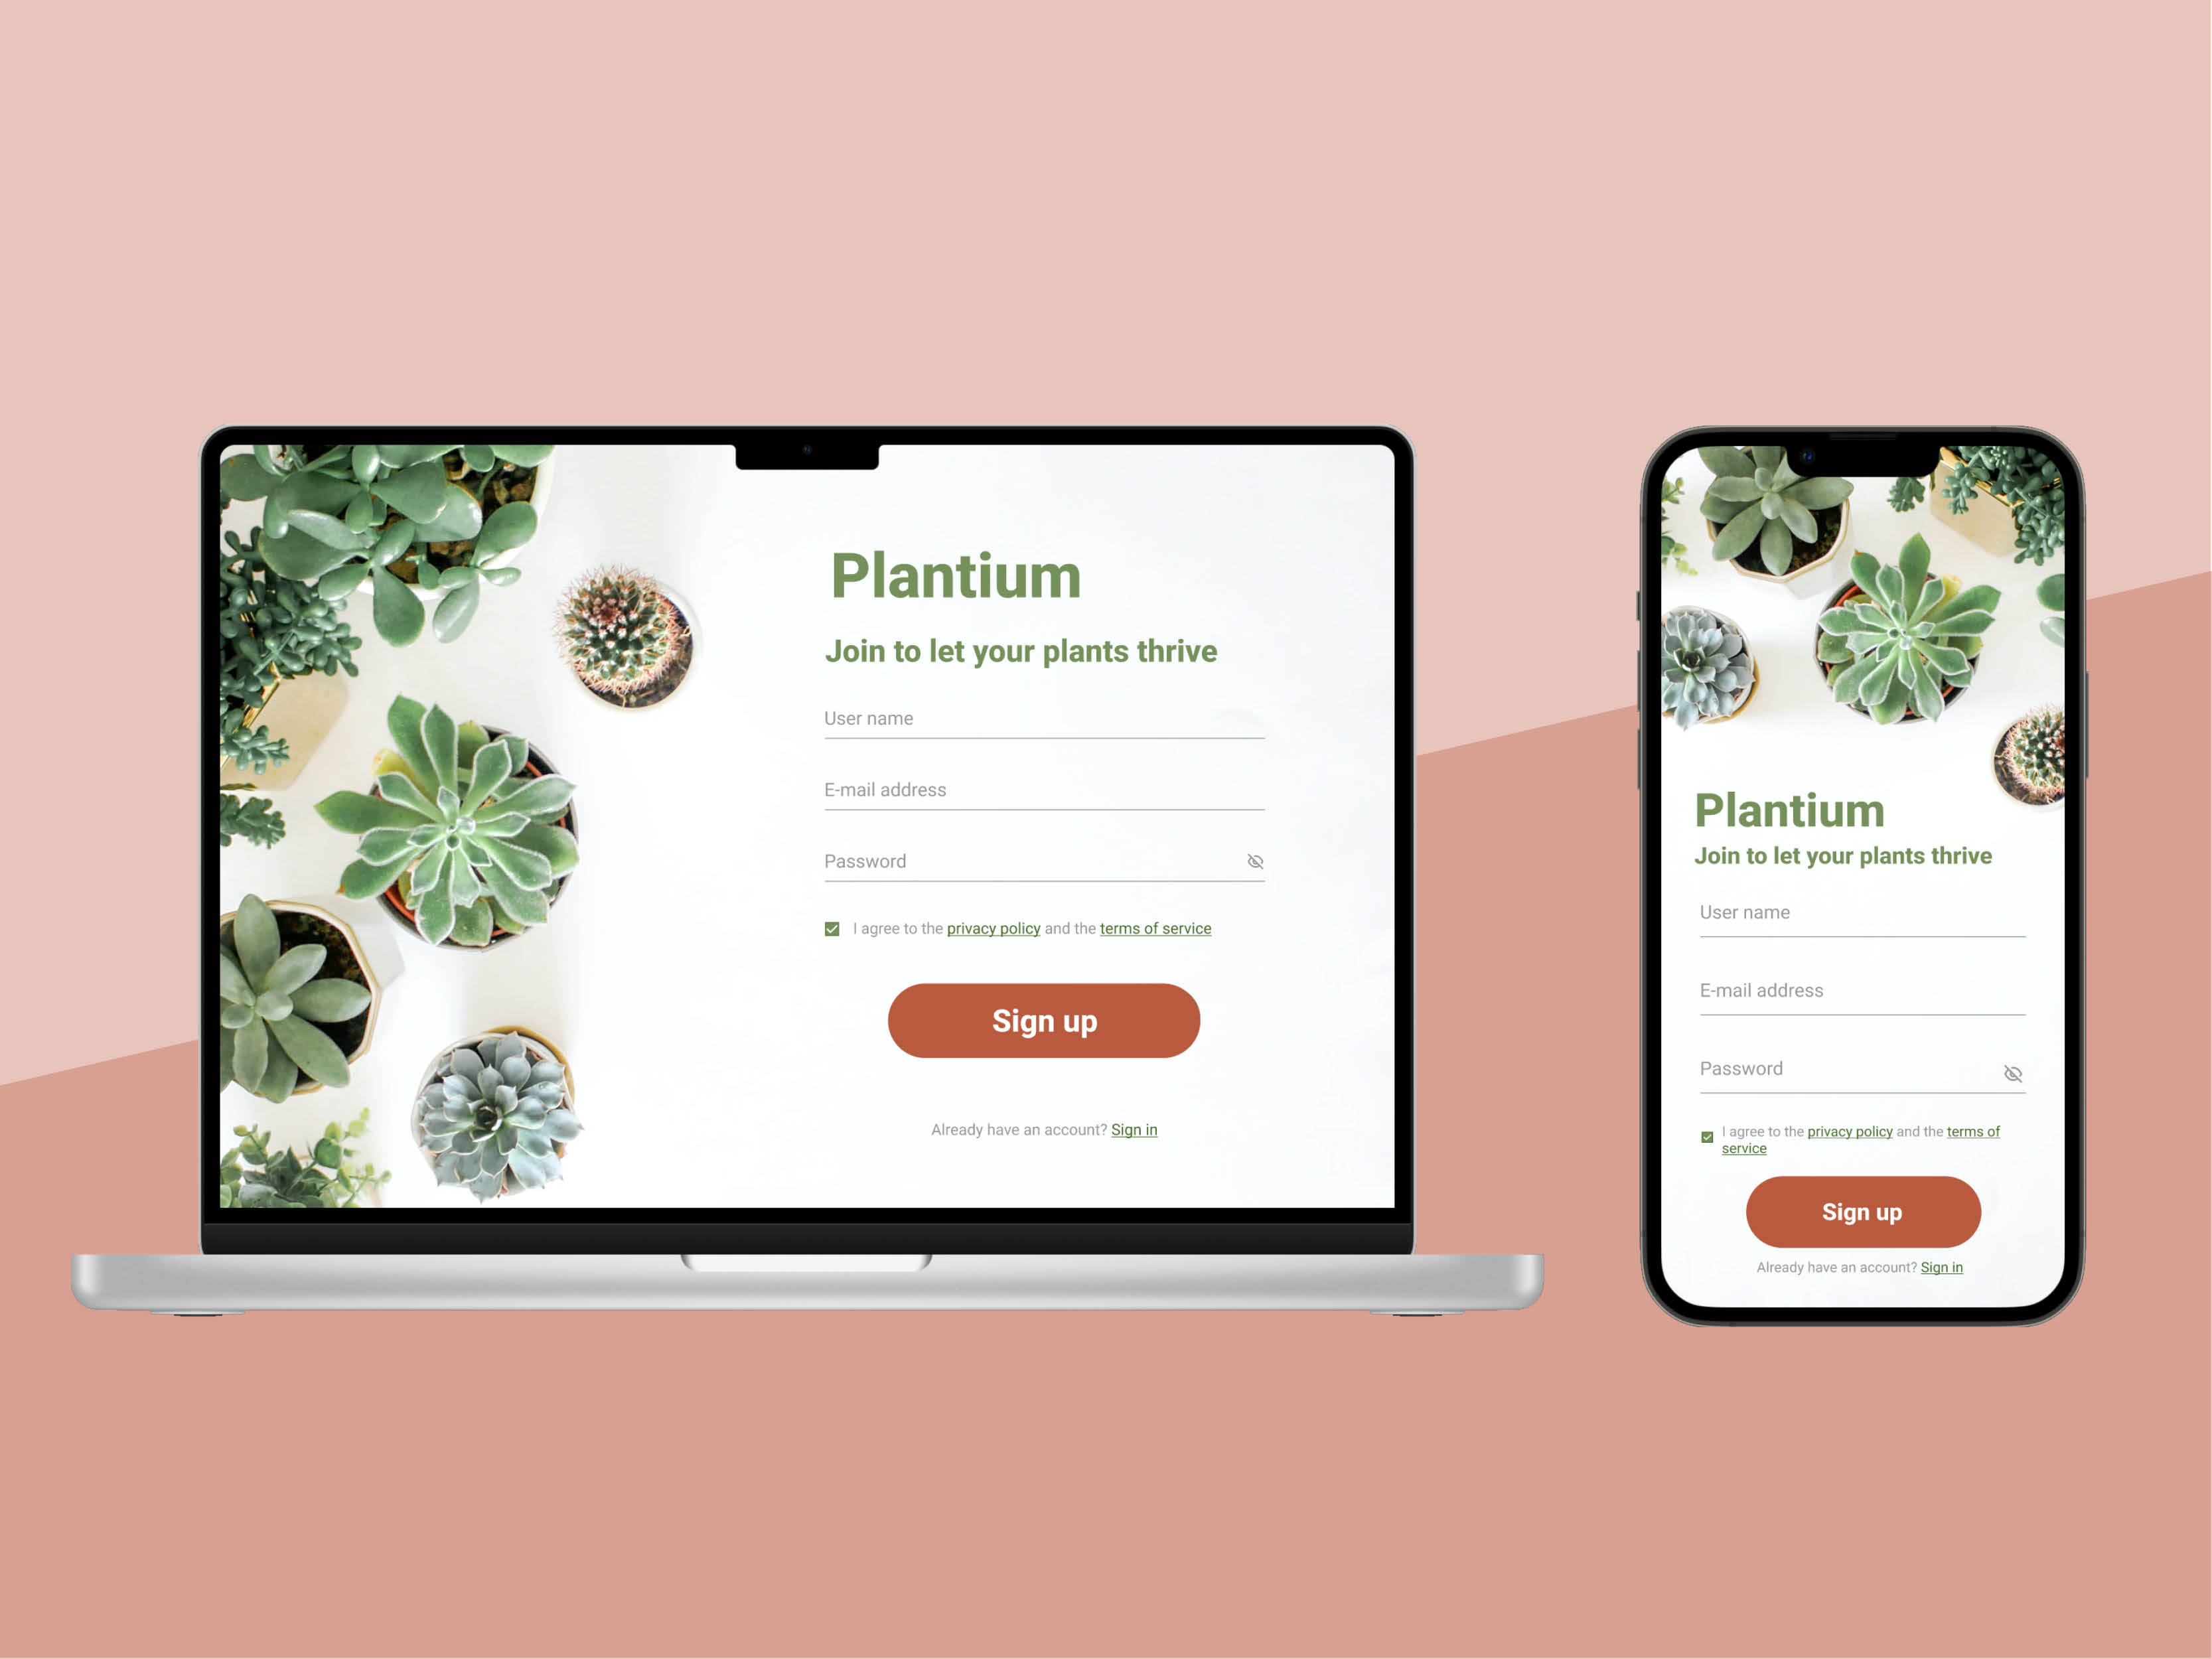 Plantium
Join to let your plants thrive
User name
E-mail address
Password
I agree to the privacy policy and the terms of service
Sign up
Already have an account? Sign in
Plantium
Join to let your plants thrive
User name
E-mail address
Password
I agree to the privacy policy and the terms of
service
Sign up
Already have an account? Sign in